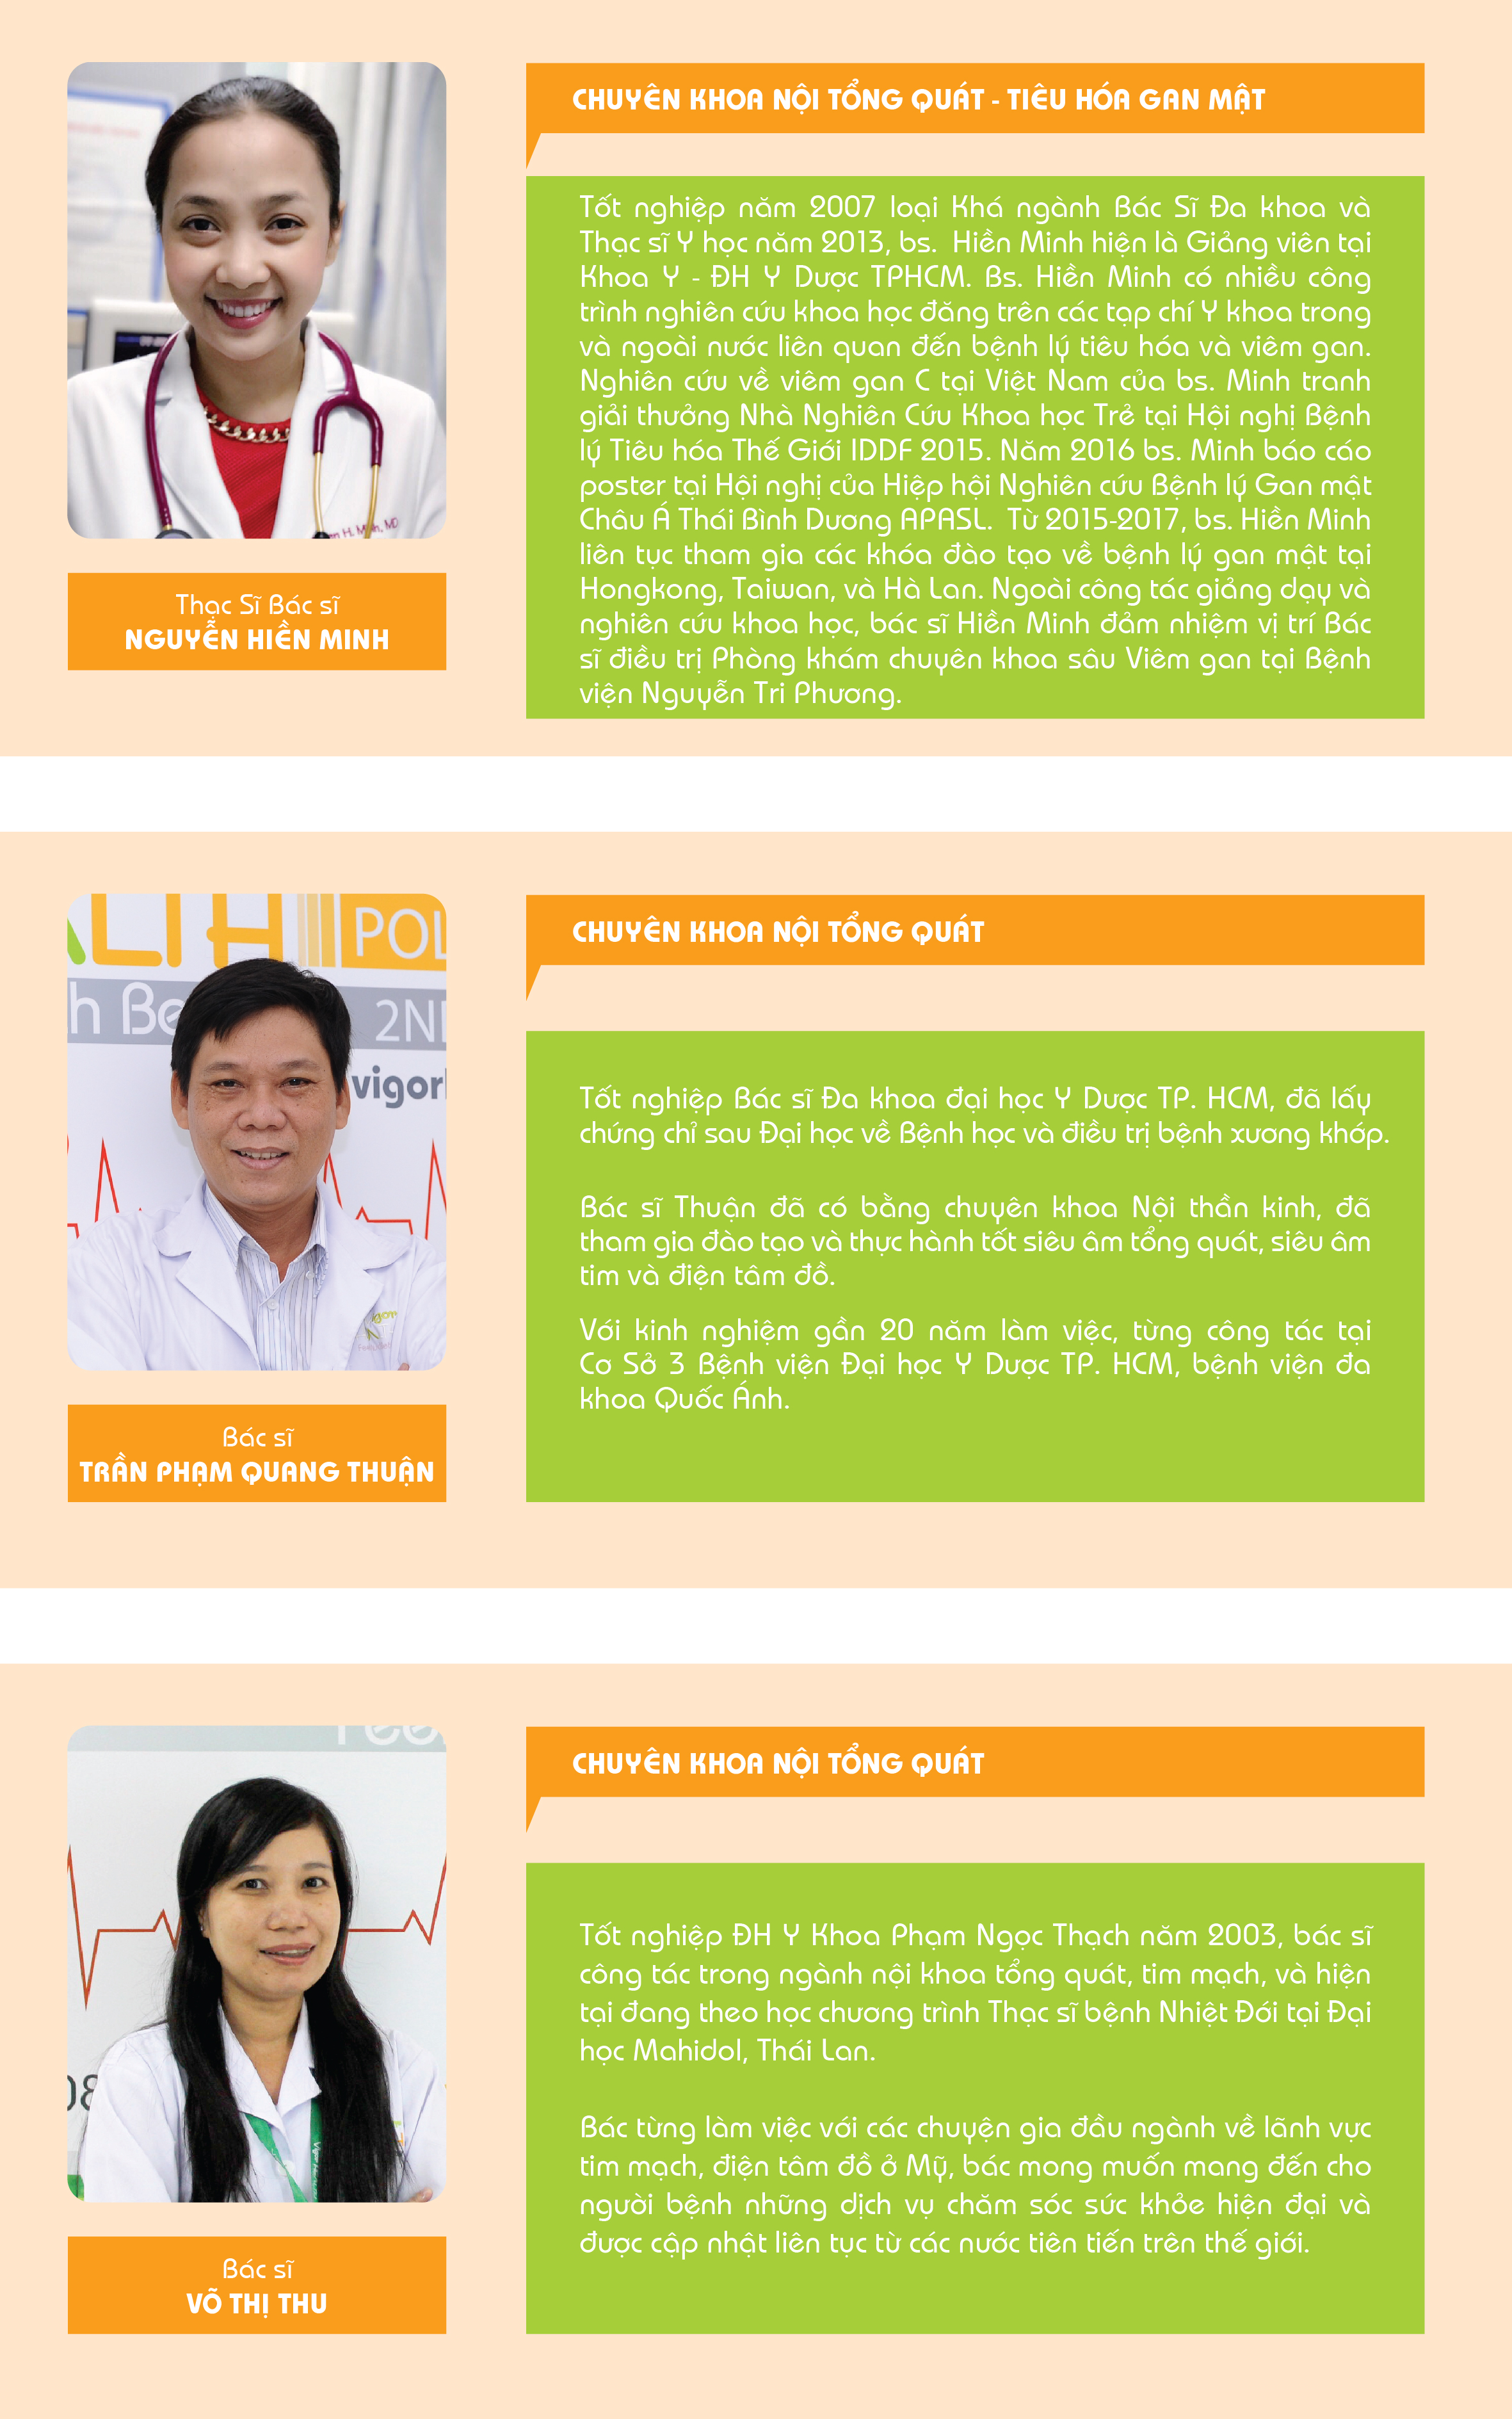 CHUYÊN KHOA NỘI TỔNG QUÁT - TIÊU HÓA GAN MẬT
Tốt nghiệp năm 2007 loại Khá ngành Bác Sĩ Đa khoa và
Thạc sĩ Y học năm 2013, bs. Hiền Minh hiện là Giảng viên tại
Khoa Y - ĐH Y Dược TPHCM. Bs. Hiền Minh có nhiều công
trình nghiên cứu khoa học đăng trên các tạp chí Y khoa trong
và ngoài nước liên quan đến bệnh lý tiêu hóa và viêm gan.
Nghiên cứu về viêm gan C tại Việt Nam của bs. Minh tranh
giải thưởng Nhà Nghiên Cứu Khoa học Trẻ tại Hội nghị Bệnh
lý Tiêu hóa Thế Giới IDDF 2015. Năm 2016 bs. Minh báo cáo
poster tại Hội nghị của Hiệp hội Nghiên cứu Bệnh lý Gan mật
Châu Á Thái Bình Dương APASL. Từ 2015-2017, bs. Hiền Minh
liên tục tham gia các khóa đào tạo về bệnh lý gan mật tại
Hongkong, Taiwan, và Hà Lan. Ngoài công tác giảng dạy và
nghiên cứu khoa học, bác sĩ Hiền Minh đảm nhiệm vị trí Bác
sĩ điều trị Phòng khám chuyên khoa sâu Viêm gan tại Bệnh
viện Nguyễn Tri Phương.
H. MD
Thạc Sĩ Bác sĩ
NGUYỄN HIỀN MINH
CHUYÊN KHOA NỘI TỔNG QUÁT
POL
2N
vigor
Tốt nghiệp Bác sĩ Đa khoa đại học Y Dược TP. HCM, đã lấy
chứng chỉ sau Đại học về Bệnh học và điều trị bệnh xương khớp.
Bác sĩ Thuận đã có bằng chuyên khoa Nội thần kinh, đã
tham gia đào tạo và thực hành tốt siêu âm tổng quát, siêu âm
tim và điện tâm đồ.
Với kinh nghiệm gần 20 năm làm việc, từng công tác tại
Cơ Sở 3 Bệnh viện Đại học Y Dược TP. HCM, bệnh viện đa
khoa Quốc Ánh.
Bác sĩ
TRẦN PHẠM QUANG THUẬN
CHUYÊN KHOA NỘI TỔNG QUÁT
Tốt nghiệp ĐH Y Khoa Phạm Ngọc Thạch năm 2003, bác sĩ
công tác trong ngành nội khoa tổng quát, tim mạch, và hiện
tại đang theo học chương trình Thạc sĩ bệnh Nhiệt Đới tại Đại
học Mahidol, Thái Lan.
Bác từng làm việc với các chuyện gia đầu ngành về lãnh vực
tim mạch, điện tâm đồ ở Mỹ, bác mong muốn mang đến cho
người bệnh những dịch vụ chăm sóc sức khỏe hiện đại và
được cập nhật liên tục từ các nước tiên tiến trên thế giới.
Bác sĩ
VÕ THỊ THU